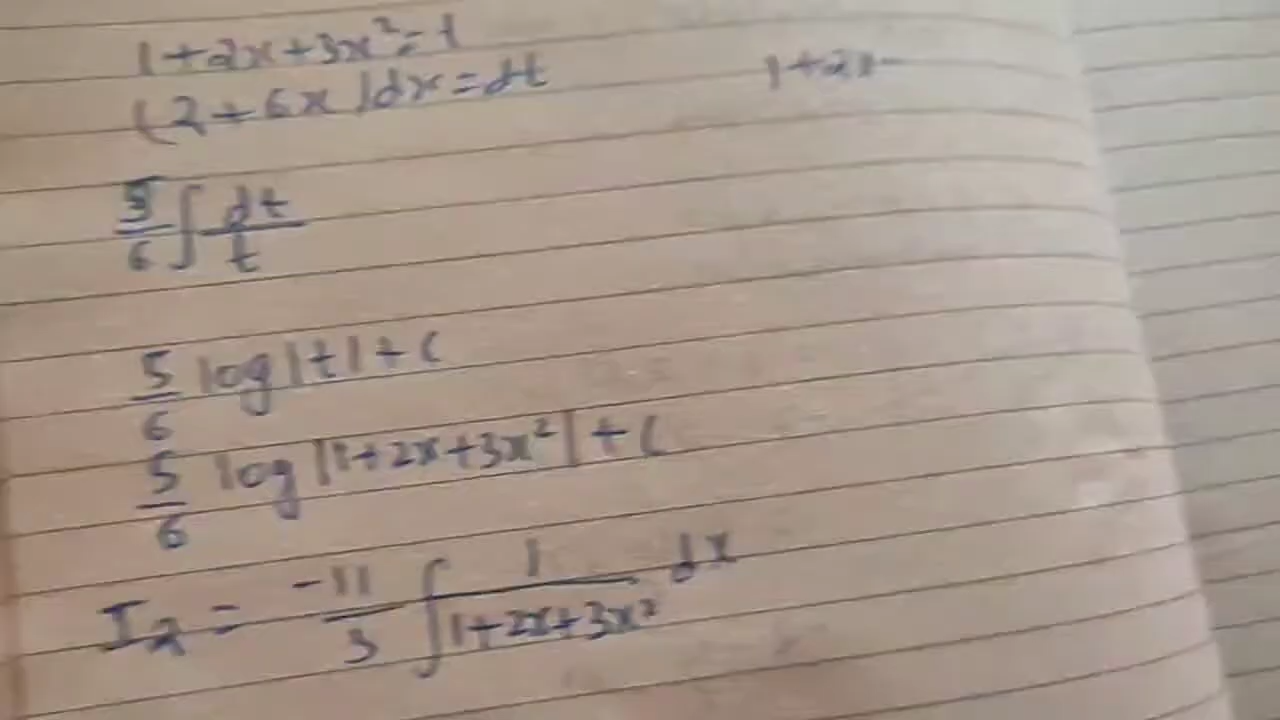 1+2x+3x²=t
(2+6x)dx=dt 1+2x-
5/6 ∫ dt/t
5/6 log|t|+c
5/6 log|1+2x+3x²|+c
I₂ = -11/3 ∫ 1/(1+2x+3x²) dx